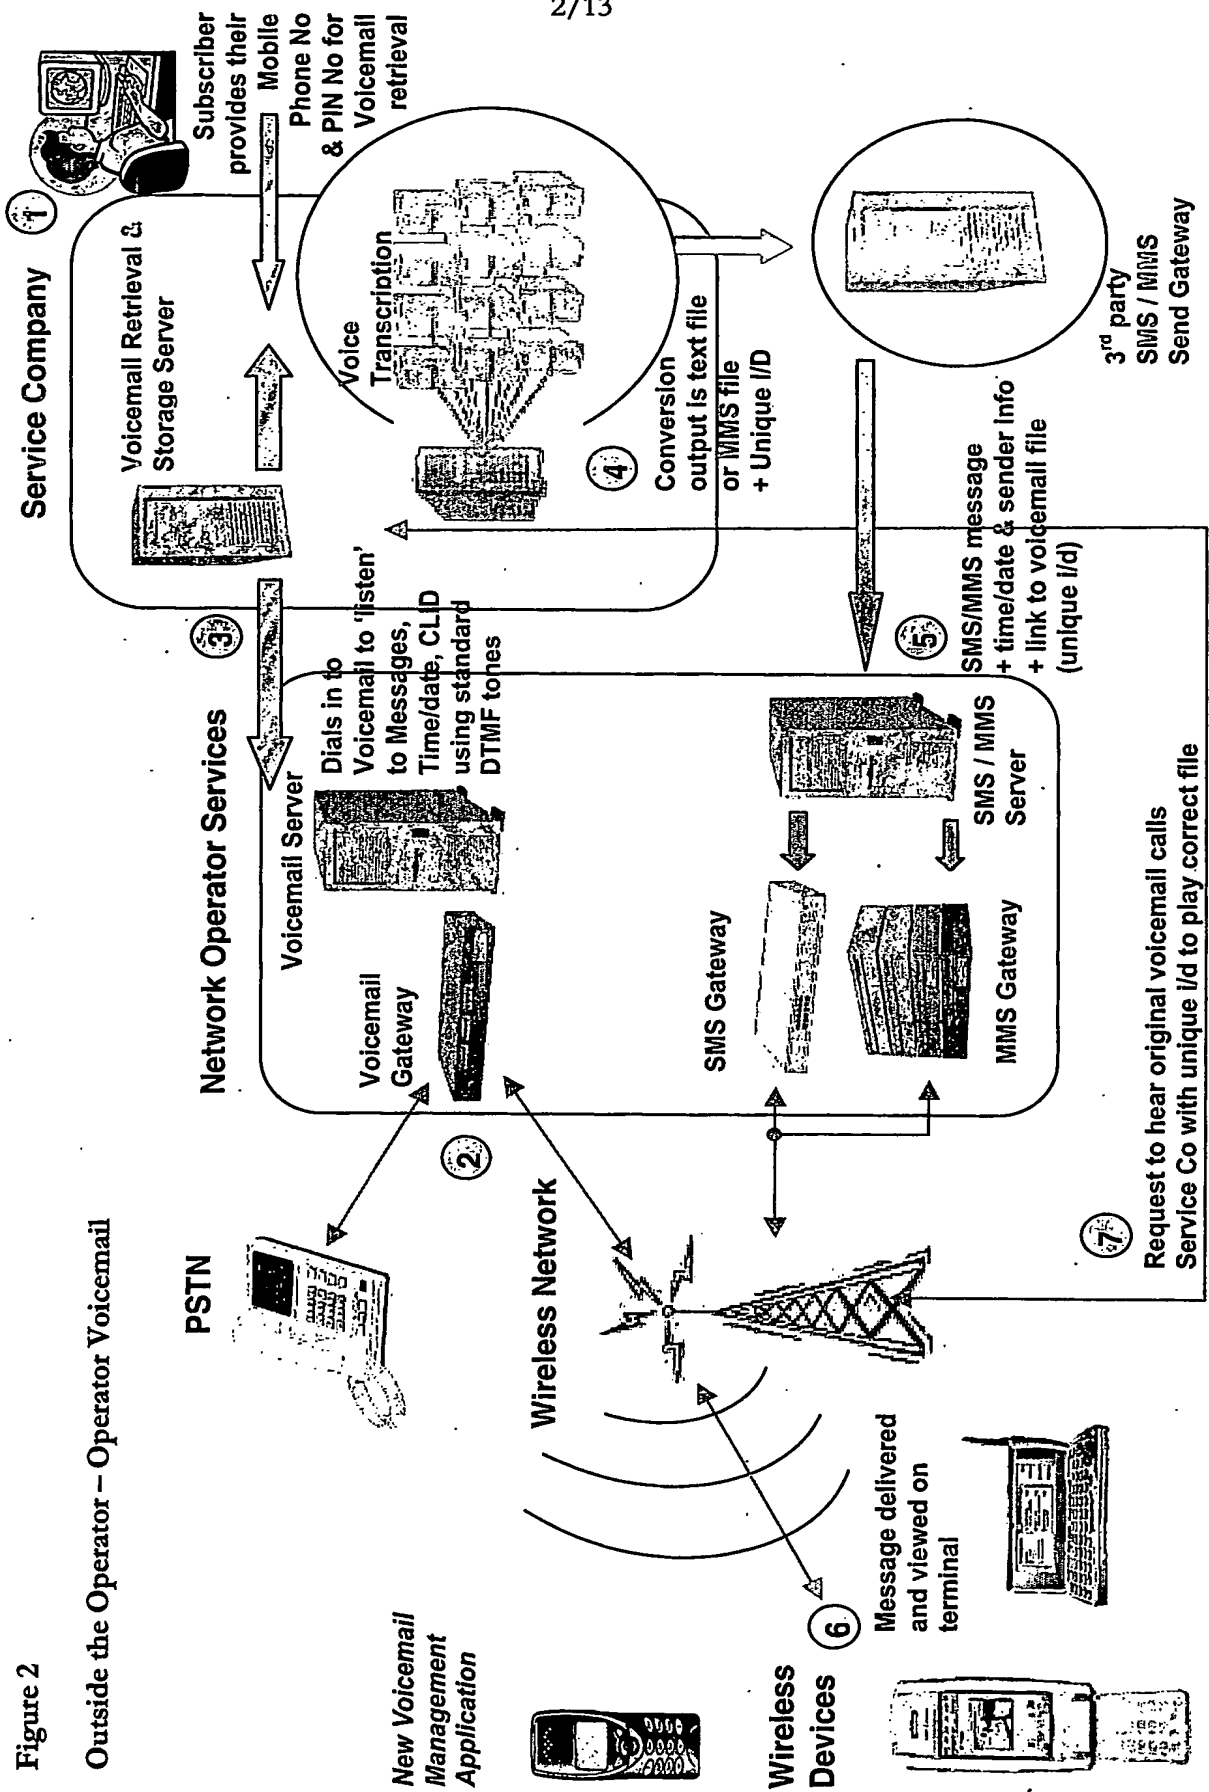 2/13
Figure 2
Outside the Operator – Operator Voicemail
Service Company
1
Subscriber
provides their
Mobile
Phone No
& PIN No for
Voicemail
retrieval
Voicemail Retrieval &
Storage Server
Voice
Transcription
4
Conversion
output is text file
or MMS file
+ Unique I/D
3rd party
SMS / MMS
Send Gateway
3
Network Operator Services
Voicemail Server
Dials in to
Voicemail to 'listen'
to Messages,
Time/date, CLID
using standard
DTMF tones
Voicemail
Gateway
5
SMS/MMS message
+ time/date & sender info
+ link to voicemail file
(unique i/d)
SMS / MMS
Server
SMS Gateway
MMS Gateway
2
PSTN
Wireless Network
7
Request to hear original voicemail calls
Service Co with unique i/d to play correct file
New Voicemail
Management
Application
Wireless
Devices
6
Message delivered
and viewed on
terminal